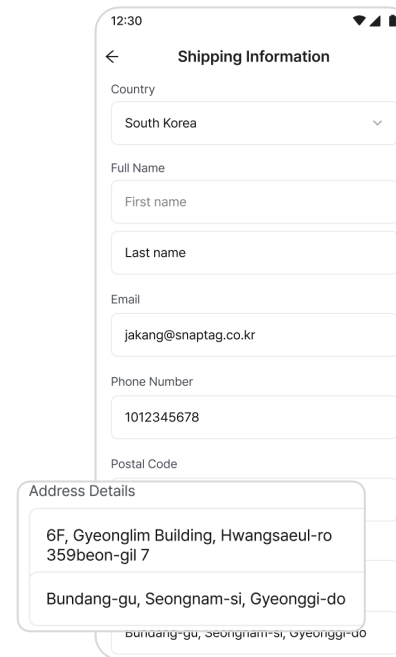 12:30
Shipping Information
Country
South Korea
Full Name
First name
Last name
Email
jakang@snaptag.co.kr
Phone Number
1012345678
Postal Code
Address Details
6F, Gyeonglim Building, Hwangsaeul-ro
359beon-gil 7
Bundang-gu, Seongnam-si, Gyeonggi-do
Bundang-gu, Seongnam-si, Gyeonggi-do